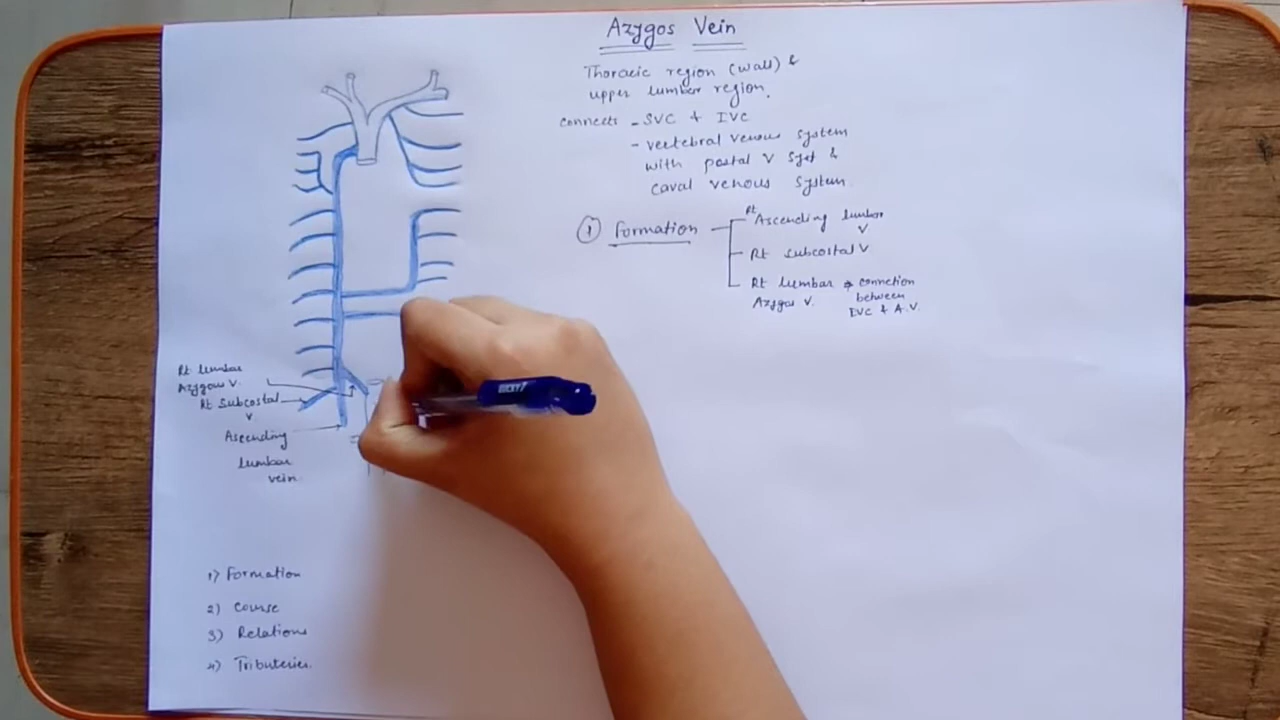 Azygos Vein
Thoracic region (wall) &
upper lumbar region.
connects - SVC & IVC
- vertebral venous system
with portal V syst &
caval venous system
① Formation
Rt Ascending lumbar
V
Rt subcostal V
Rt lumbar
Azygos V.
connection
between
IVC & A.V.
Rt lumbar
Azygous V.
Rt Subcostal
V.
Ascending
lumbar
vein
1) Formation
2) Course
3) Relations
4) Tributeries.